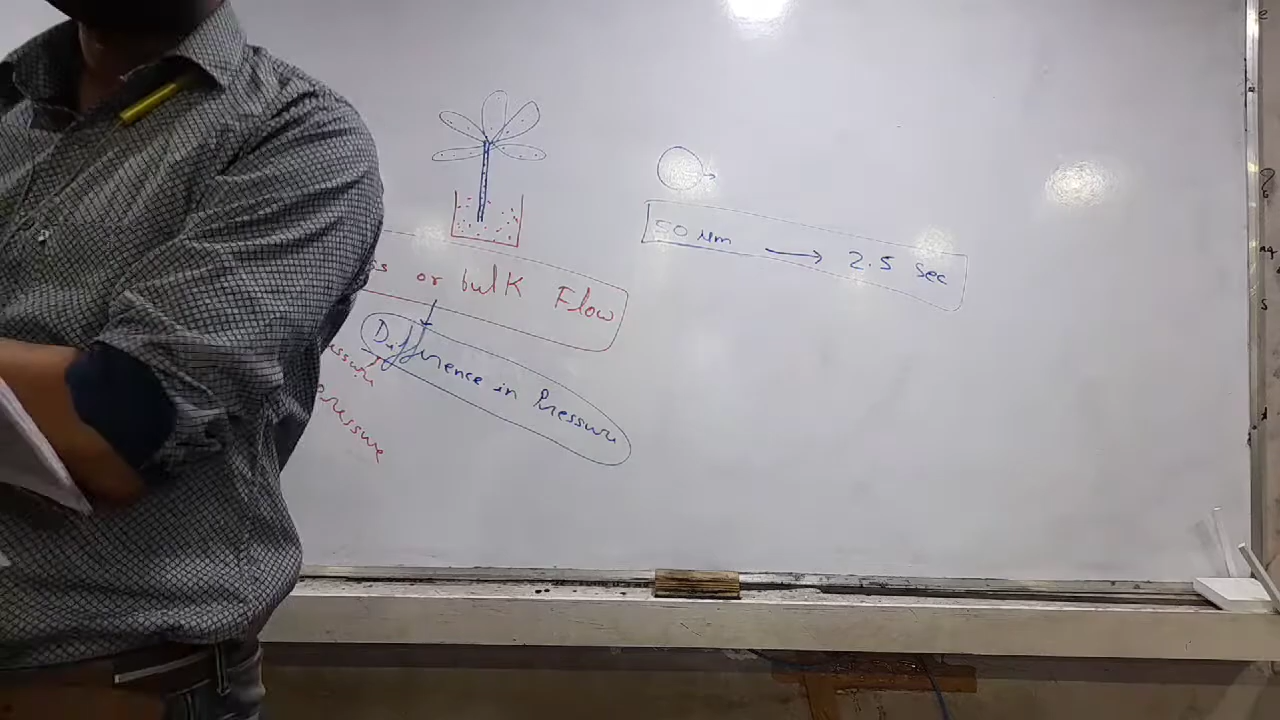 50 μm → 2.5 Sec
or bulk Flow
Difference in Pressure